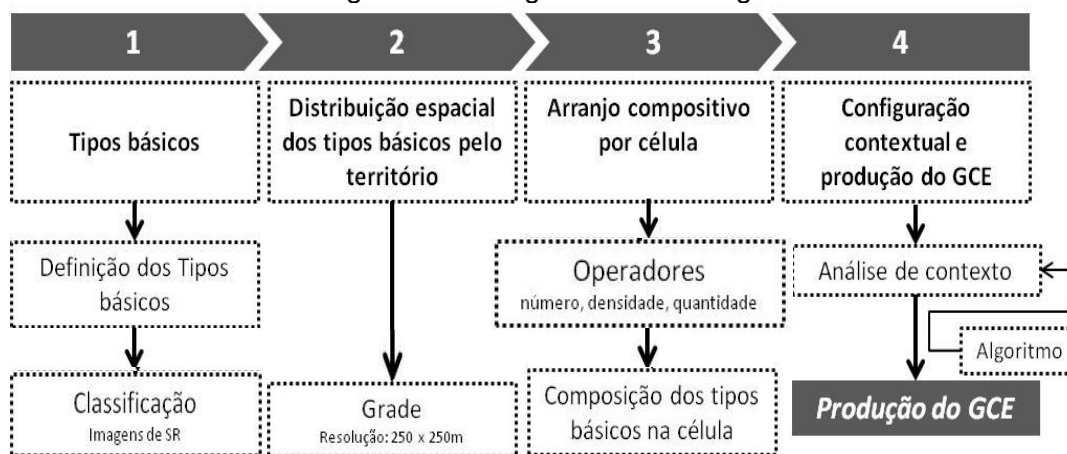 1
2
3
4
Tipos básicos
Distribuição espacial
dos tipos básicos pelo
território
Arranjo compositivo
por célula
Configuração
contextual e
produção do GCE
Definição dos Tipos
básicos
Operadores
número, densidade, quantidade
Análise de contexto
Algoritmo
Classificação
Imagens de SR
Grade
Resolução: 250 x 250m
Composição dos tipos
básicos na célula
Produção do GCE